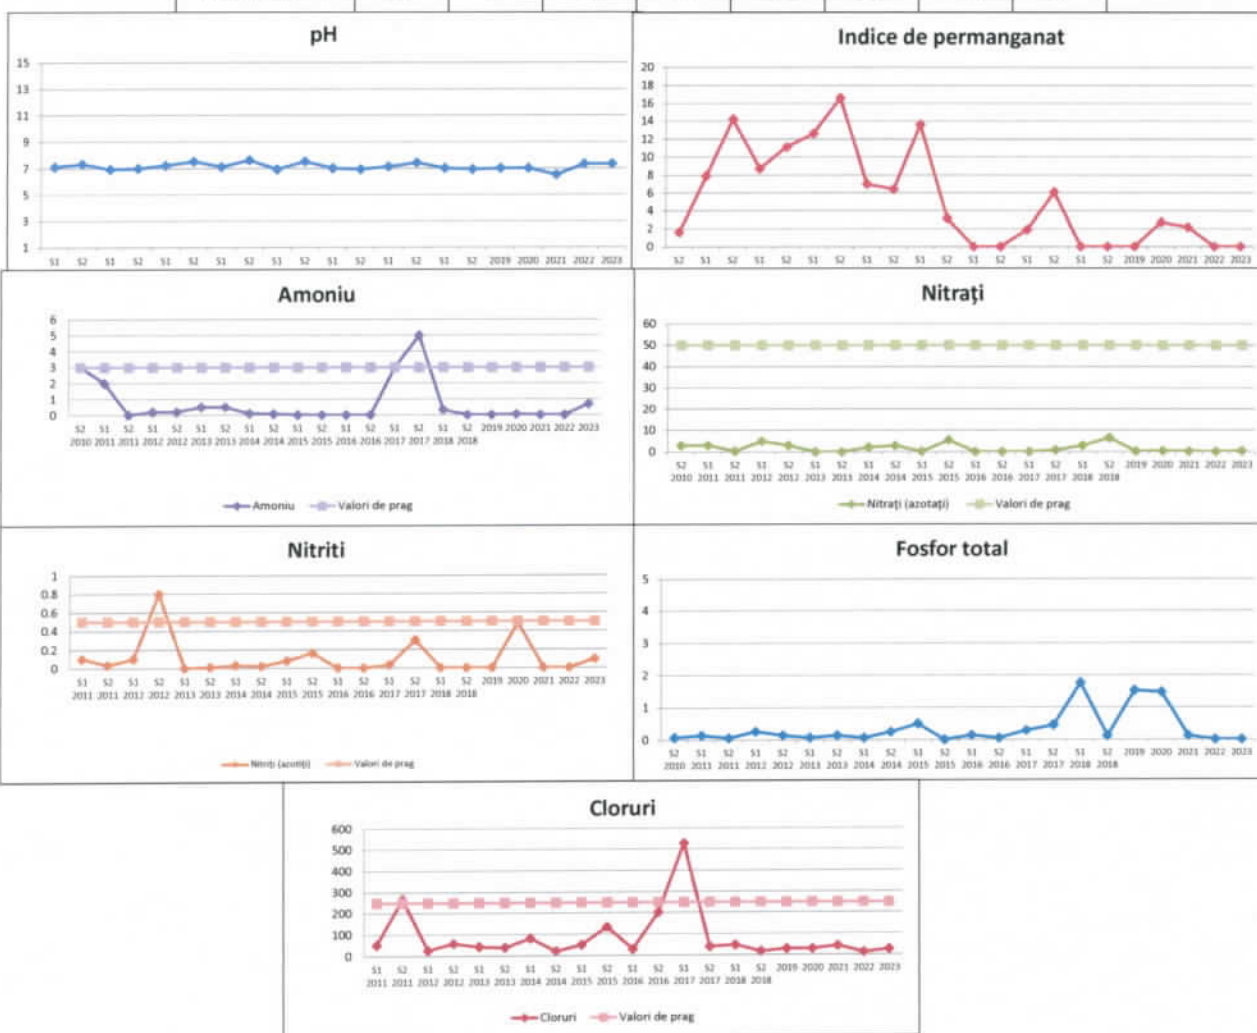 pH
15
13
11
9
7
5
3
1
S1 S2 S1 S2 S1 S2 S1 S2 S1 S2 S1 S2 S1 S2 S1 S2 2019 2020 2021 2022 2023
Indice de permanganat
20
18
16
14
12
10
8
6
4
2
0
S2 S1 S2 S1 S2 S1 S2 S1 S2 S1 S2 S1 S2 S1 S2 S1 S2 2019 2020 2021 2022 2023
Amoniu
6
5
4
3
2
1
0
S2 S1 S2 S1 S2 S1 S2 S1 S2 S1 S2 S1 S2 S1 S2 S1 S2 2019 2020 2021 2022 2023
2010 2011 2011 2012 2012 2013 2013 2014 2014 2015 2015 2016 2016 2017 2017 2018 2018
Amoniu Valori de prag
Nitrați
60
50
40
30
20
10
0
S2 S1 S2 S1 S2 S1 S2 S1 S2 S1 S2 S1 S2 S1 S2 S1 S2 2019 2020 2021 2022 2023
2010 2011 2011 2012 2012 2013 2013 2014 2014 2015 2015 2016 2016 2017 2017 2018 2018
Nitrați (azotați) Valori de prag
Nitriti
1
0.8
0.6
0.4
0.2
0
S1 S2 S1 S2 S1 S2 S1 S2 S1 S2 S1 S2 S1 S2 S1 S2 2019 2020 2021 2022 2023
2011 2011 2012 2012 2013 2013 2014 2014 2015 2015 2016 2016 2017 2017 2018 2018
Nitriți (azotiți) Valori de prag
Fosfor total
5
4
3
2
1
0
S2 S1 S2 S1 S2 S1 S2 S1 S2 S1 S2 S1 S2 S1 S2 S1 S2 2019 2020 2021 2022 2023
2010 2011 2011 2012 2012 2013 2013 2014 2014 2015 2015 2016 2016 2017 2017 2018 2018
Cloruri
600
500
400
300
200
100
0
S1 S2 S1 S2 S1 S2 S1 S2 S1 S2 S1 S2 S1 S2 S1 S2 2019 2020 2021 2022 2023
2011 2011 2012 2012 2013 2013 2014 2014 2015 2015 2016 2016 2017 2017 2018 2018
Cloruri Valori de prag